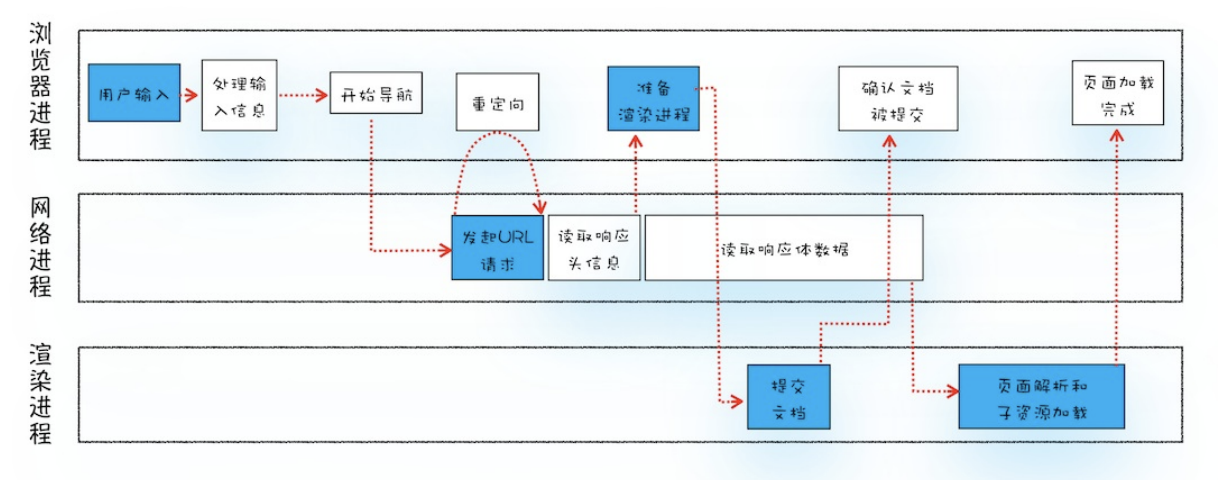 浏览器进程
用户输入
处理输
入信息
开始导航
重定向
准备
渲染进程
确认文档
被提交
页面加载
完成
网络进程
发起URL
请求
读取响应
头信息
读取响应体数据
渲染进程
提交
文档
页面解析和
子资源加载